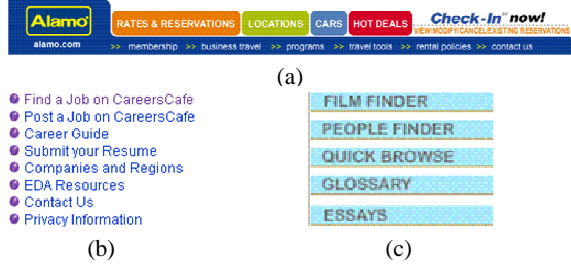 Alamo
RATES & RESERVATIONS LOCATIONS CARS HOT DEALS Check-In now!
VIEW/MODIFY/CANCEL EXISTING RESERVATIONS
alamo.com >> membership >> business travel >> programs >> travel tools >> rental policies >> contact us
(a)
Find a Job on CareersCafe
Post a Job on CareersCafe
Career Guide
Submit your Resume
Companies and Regions
EDA Resources
Contact Us
Privacy Information
(b)
FILM FINDER
PEOPLE FINDER
QUICK BROWSE
GLOSSARY
ESSAYS
(c)